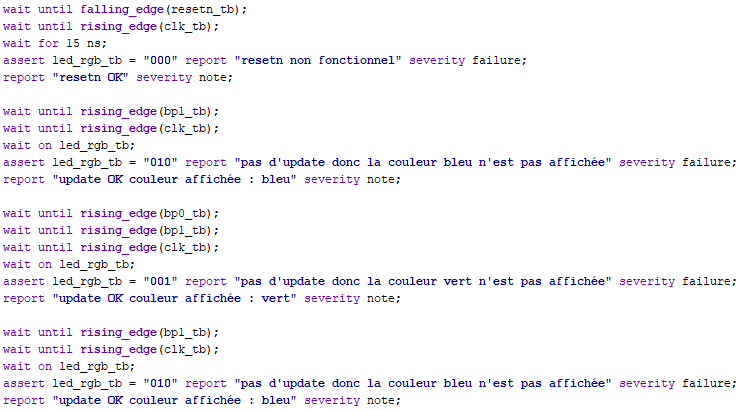 wait until falling_edge(resetn_tb);
wait until rising_edge(clk_tb);
wait for 15 ns;
assert led_rgb_tb = "000" report "resetn non fonctionnel" severity failure;
report "resetn OK" severity note;
wait until rising_edge(bp1_tb);
wait until rising_edge(clk_tb);
wait on led_rgb_tb;
assert led_rgb_tb = "010" report "pas d'update donc la couleur bleu n'est pas affichée" severity failure;
report "update OK couleur affichée : bleu" severity note;
wait until rising_edge(bp0_tb);
wait until rising_edge(bp1_tb);
wait until rising_edge(clk_tb);
wait on led_rgb_tb;
assert led_rgb_tb = "001" report "pas d'update donc la couleur vert n'est pas affichée" severity failure;
report "update OK couleur affichée : vert" severity note;
wait until rising_edge(bp1_tb);
wait until rising_edge(clk_tb);
wait on led_rgb_tb;
assert led_rgb_tb = "010" report "pas d'update donc la couleur bleu n'est pas affichée" severity failure;
report "update OK couleur affichée : bleu" severity note;